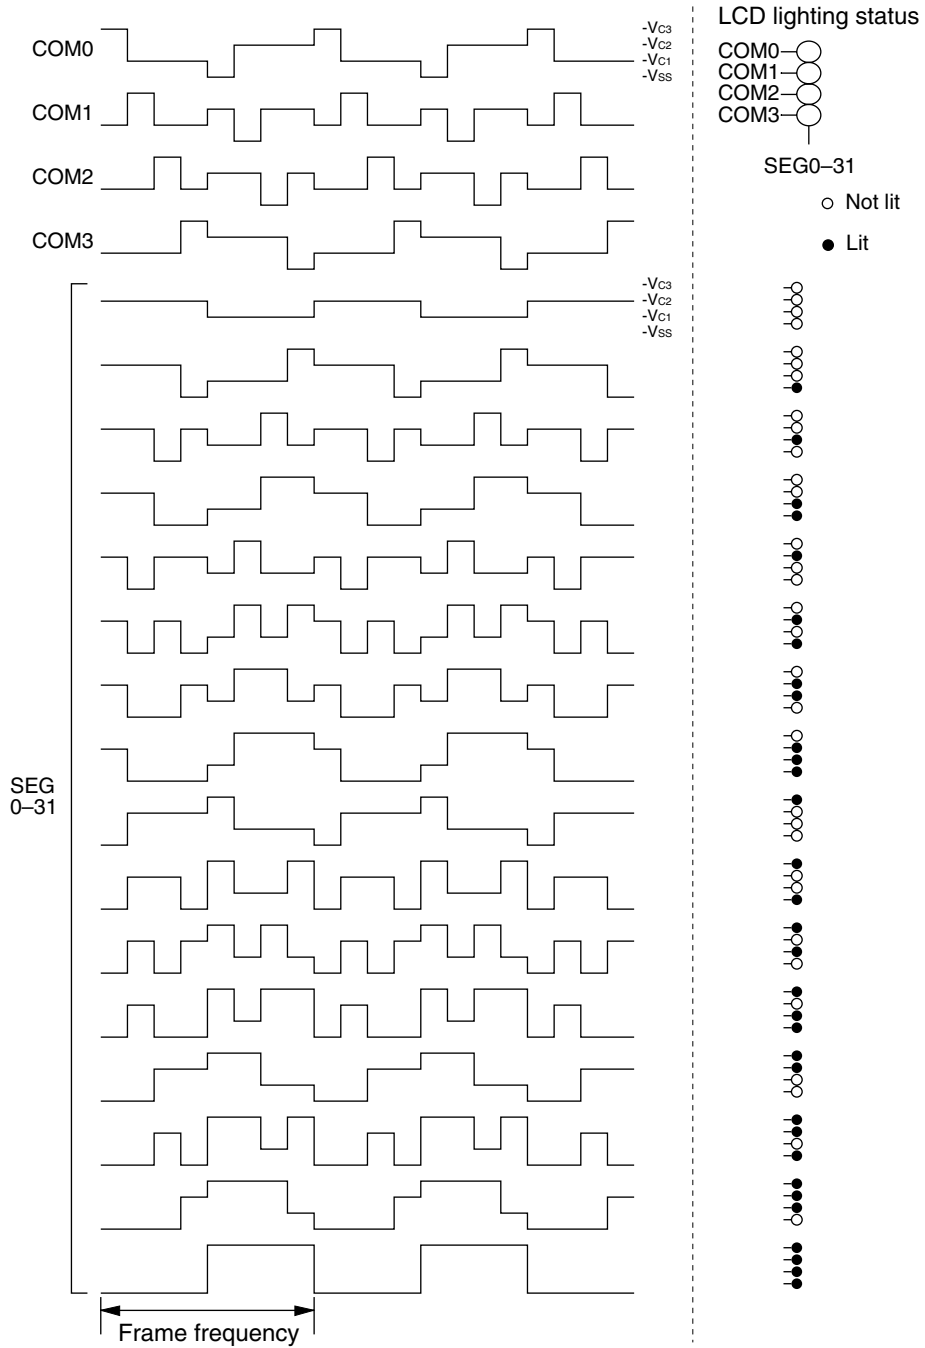 COM0
COM1
COM2
COM3
-VC3
-VC2
-VC1
-VSS
-VC3
-VC2
-VC1
-VSS
SEG
0–31
Frame frequency
LCD lighting status
COM0
COM1
COM2
COM3
SEG0–31
Not lit
Lit